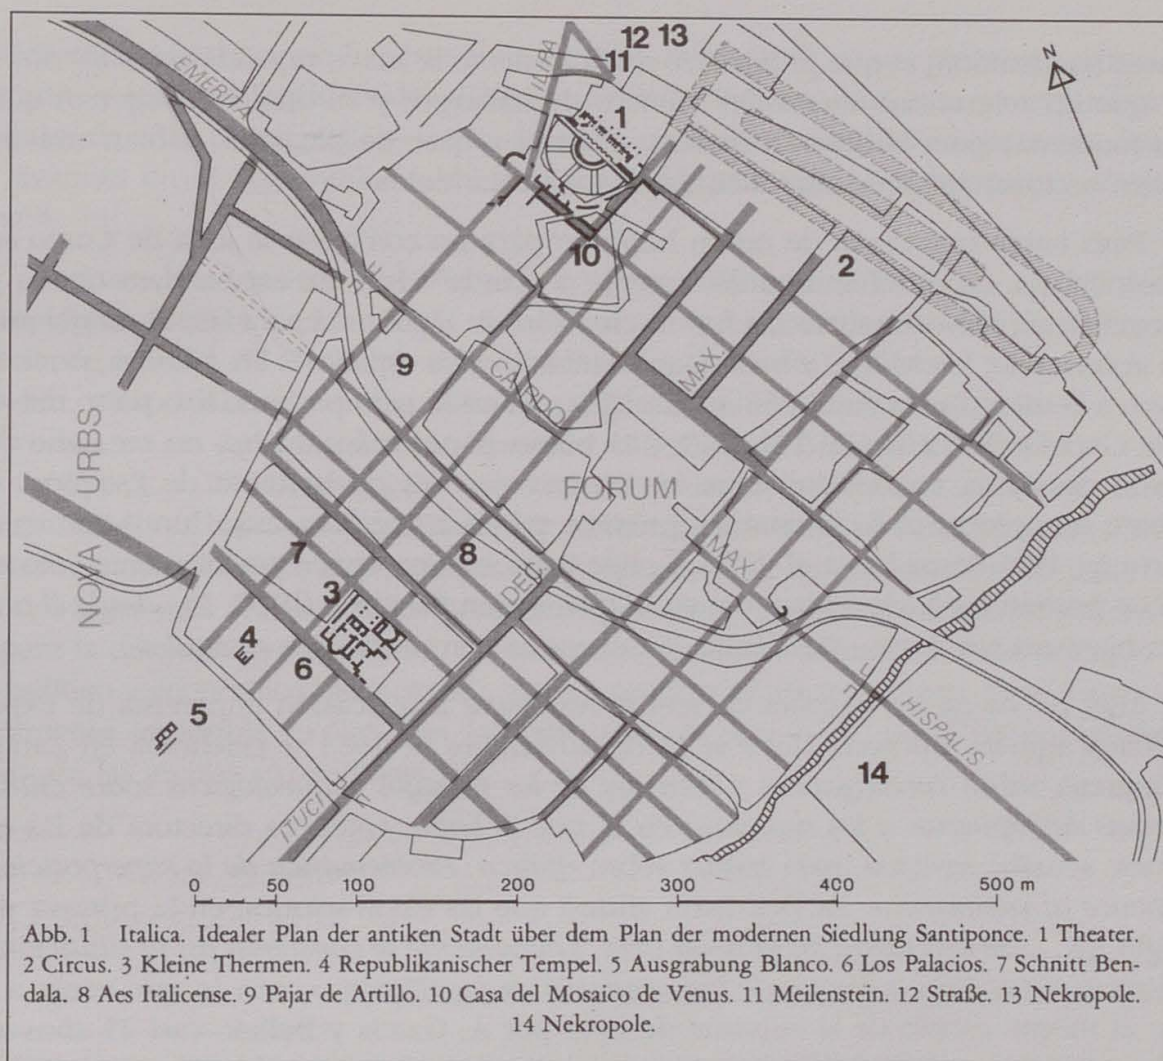 12 13
EMERITA
ILIPA
11
N
1
10
2
9
CARDO
MAX.
NOVA URBS
FORUM
7
8
MAX.
3
DEC.
?
4
6
5
HISPALIS
14
ITUCI
0 50 100 200 300 400 500 m
Abb. 1 Italica. Idealer Plan der antiken Stadt über dem Plan der modernen Siedlung Santiponce. 1 Theater.
2 Circus. 3 Kleine Thermen. 4 Republikanischer Tempel. 5 Ausgrabung Blanco. 6 Los Palacios. 7 Schnitt Ben-
dala. 8 Aes Italicense. 9 Pajar de Artillo. 10 Casa del Mosaico de Venus. 11 Meilenstein. 12 Straße. 13 Nekropole.
14 Nekropole.